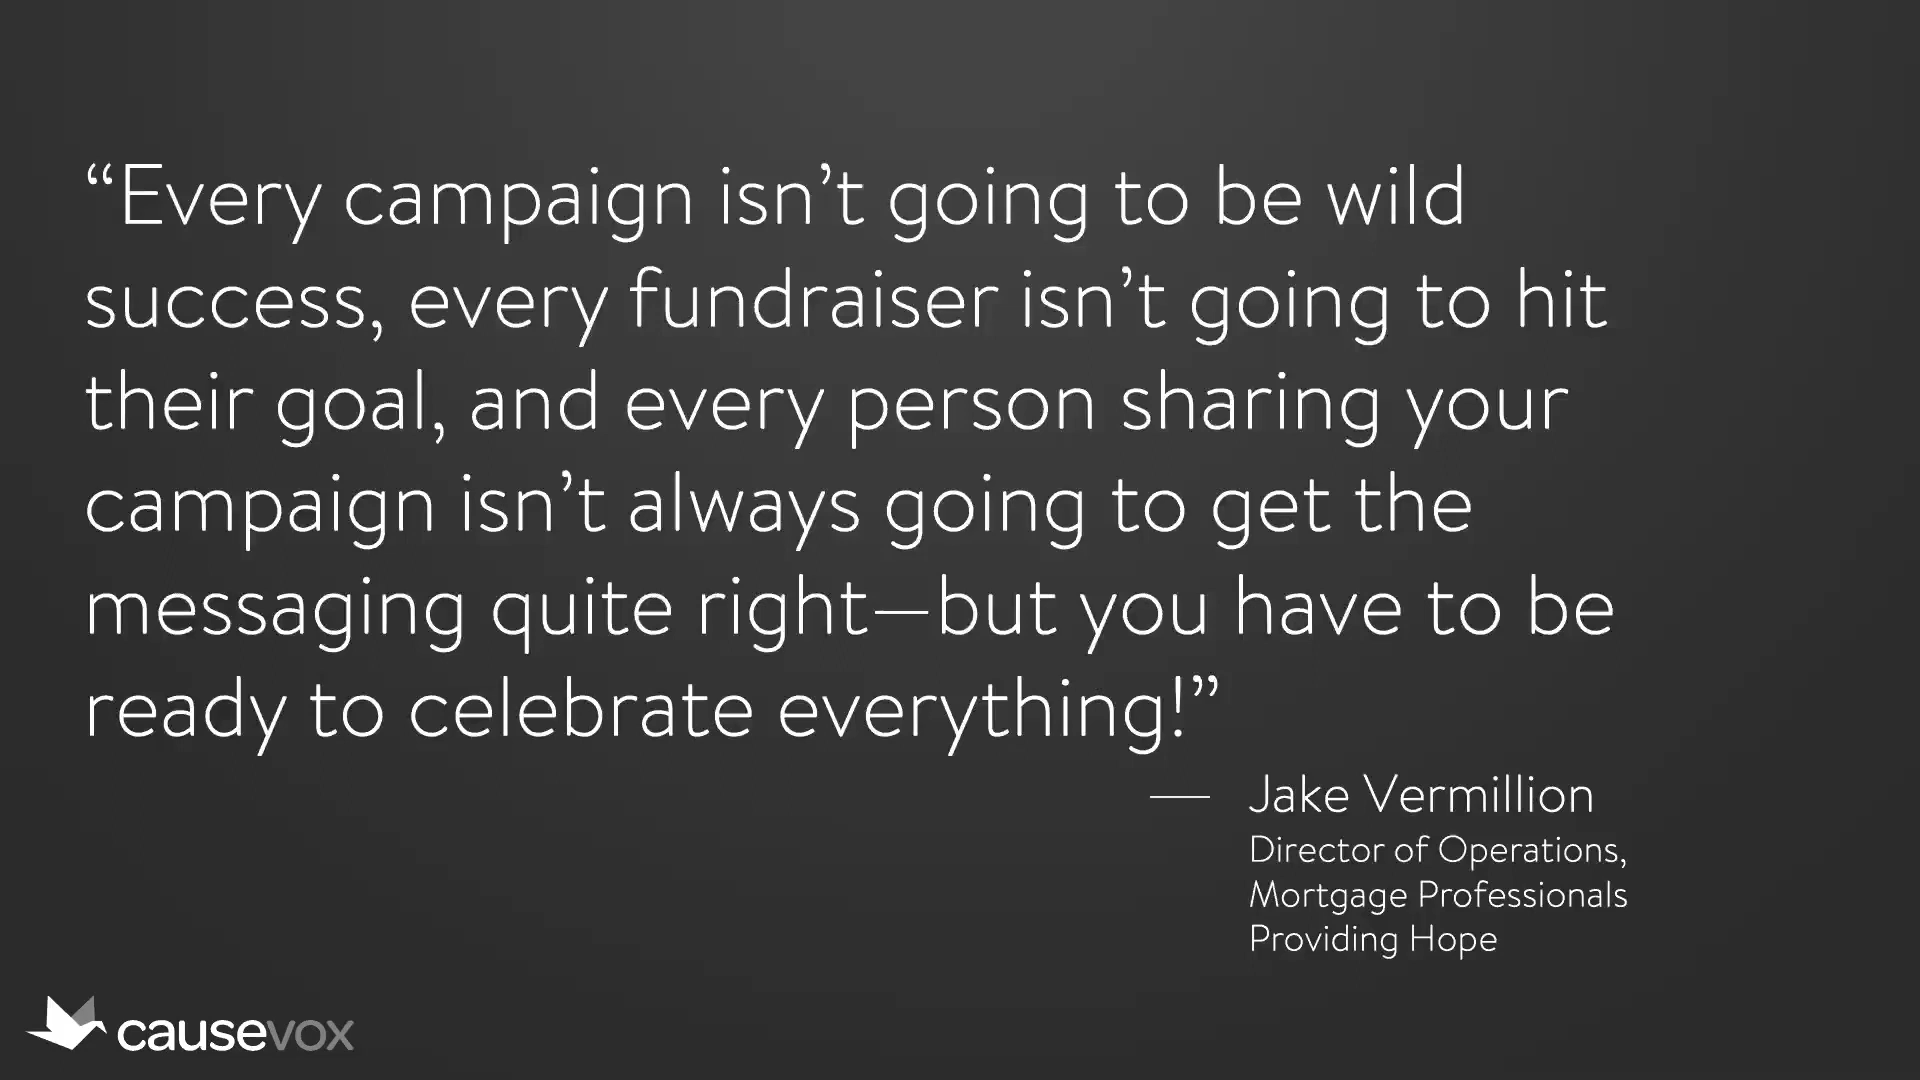 “Every campaign isn’t going to be wild
success, every fundraiser isn’t going to hit
their goal, and every person sharing your
campaign isn’t always going to get the
messaging quite right—but you have to be
ready to celebrate everything!”
— Jake Vermillion
Director of Operations,
Mortgage Professionals
Providing Hope
causevox